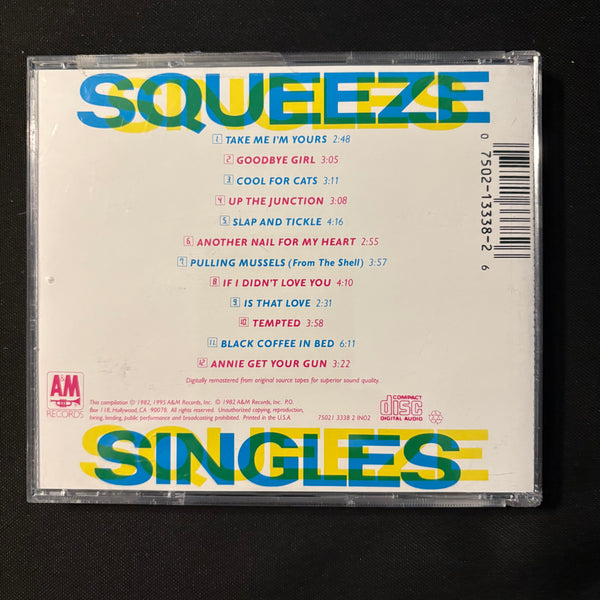 SQUEEZE
SINGLES
1. TAKE ME I'M YOURS 2:48
2. GOODBYE GIRL 3:05
3. COOL FOR CATS 3:11
4. UP THE JUNCTION 3:08
5. SLAP AND TICKLE 4:16
6. ANOTHER NAIL FOR MY HEART 2:55
7. PULLING MUSSELS (From The Shell) 3:57
8. IF I DIDN'T LOVE YOU 4:10
9. IS THAT LOVE 2:31
10. TEMPTED 3:58
11. BLACK COFFEE IN BED 6:11
12. ANNIE GET YOUR GUN 3:22
Digitally remastered from original source tapes for superior sound quality.
0 7502-13338-2 6
A&M
RECORDS
This compilation ℗ 1982, 1995 A&M Records, Inc. © 1982 A&M Records, Inc. P.O.
Box 118, Hollywood, CA 90078. All rights reserved. Unauthorized copying, reproduction,
hiring, lending, public performance and broadcasting prohibited. Printed in the U.S.A.
75021 3338 2 IN02
COMPACT
disc
DIGITAL AUDIO
SQUEEZE
SINGLES